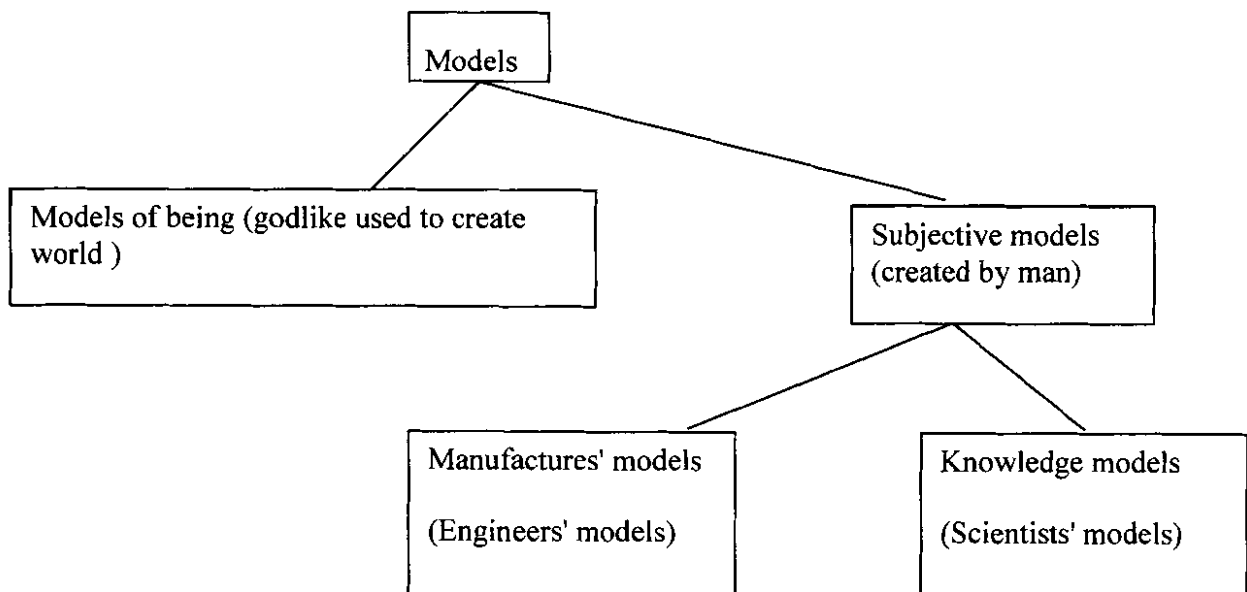 Models
Models of being (godlike used to create
world )
Subjective models
(created by man)
Manufactures' models
(Engineers' models)
Knowledge models
(Scientists' models)